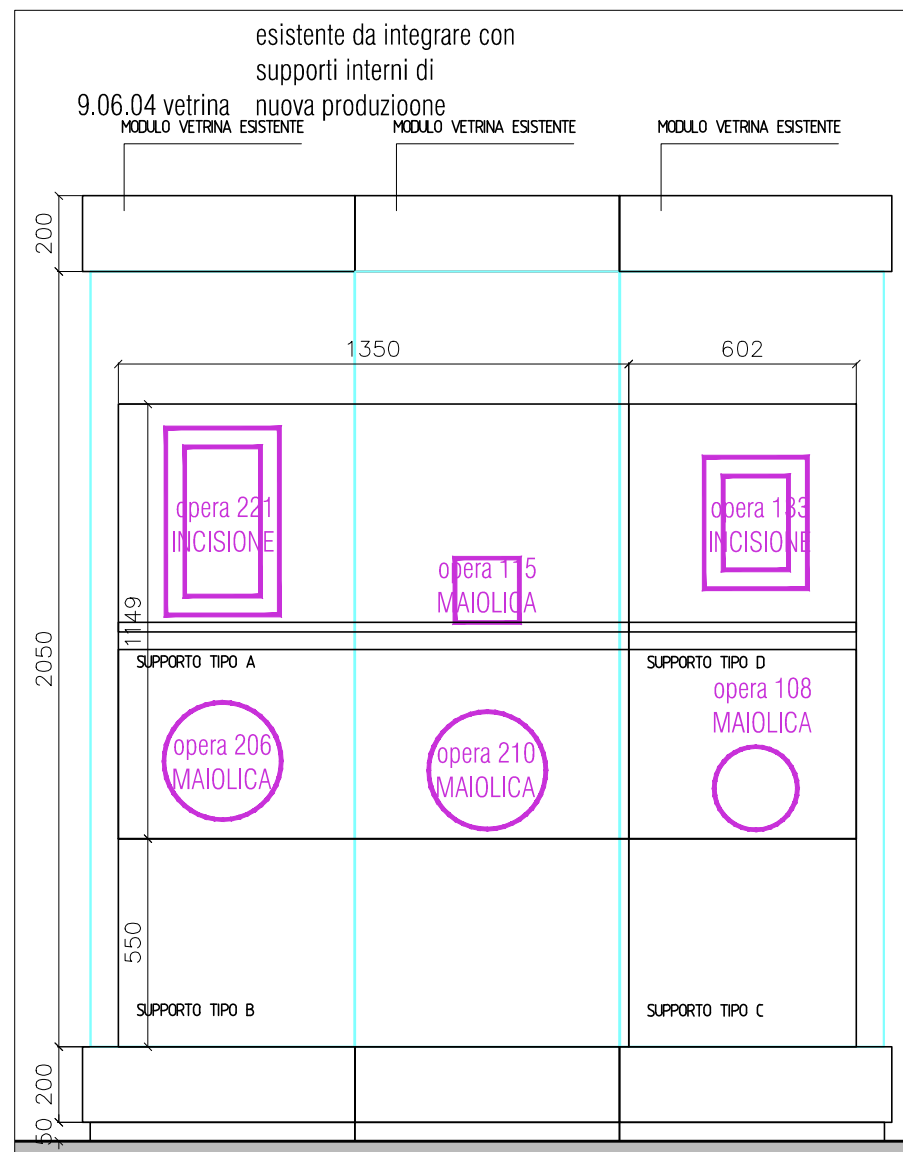 esistente da integrare con
supporti interni di
9.06.04 vetrina nuova produzioone
MODULO VETRINA ESISTENTE
MODULO VETRINA ESISTENTE
MODULO VETRINA ESISTENTE
200
1350
602
opera 221
INCISIONE
opera 133
INCISIONE
opera 115
MAIOLICA
1149
2050
SUPPORTO TIPO A
SUPPORTO TIPO D
opera 108
MAIOLICA
opera 206
MAIOLICA
opera 210
MAIOLICA
550
SUPPORTO TIPO B
SUPPORTO TIPO C
200
50